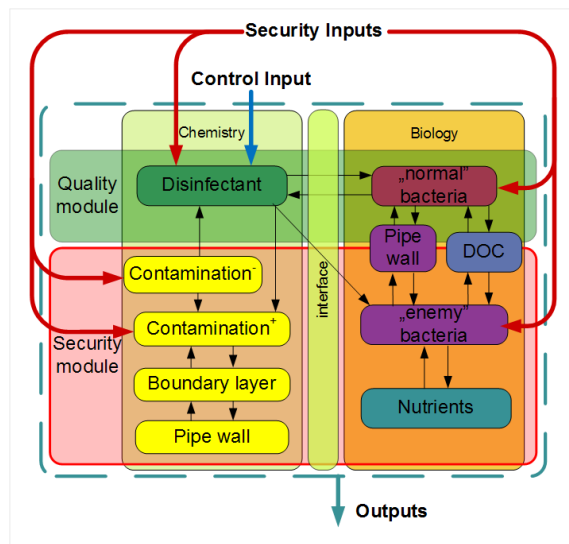 Security Inputs
Control Input
Chemistry
Biology
Quality
module
Disinfectant
„normal”
bacteria
Pipe
wall
DOC
Contamination-
interface
Contamination+
„enemy”
bacteria
Security
module
Boundary layer
Nutrients
Pipe wall
Outputs